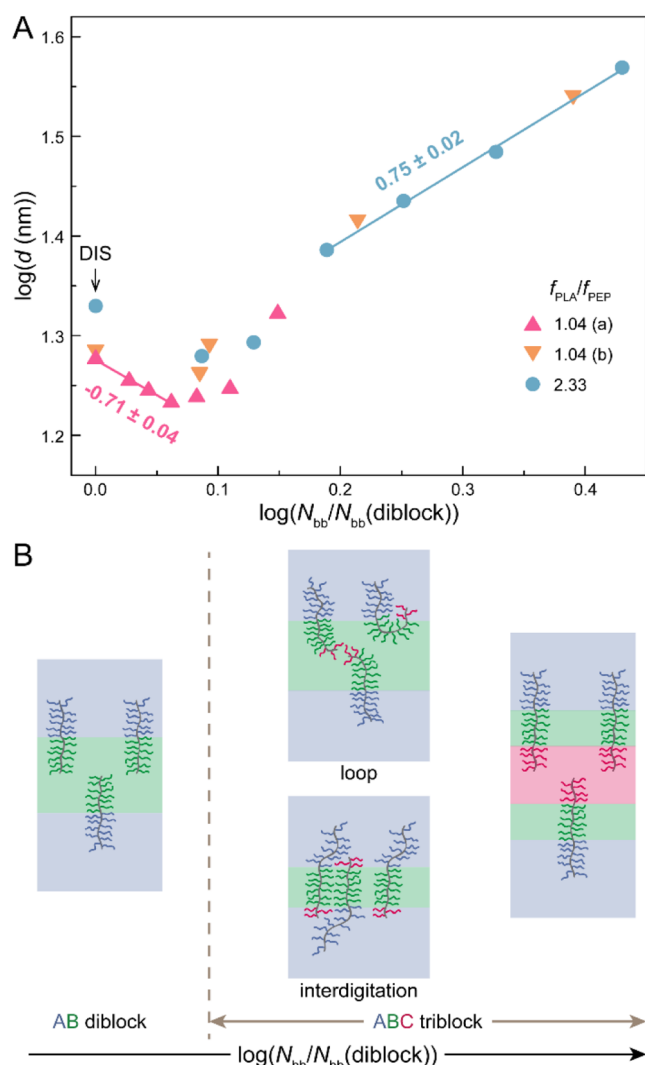 A
log(d (nm))
1.6
1.5
1.4
1.3
1.2
DIS
0.75 ± 0.02
-0.71 ± 0.04
fPLA/fPEP
1.04 (a)
1.04 (b)
2.33
0.0 0.1 0.2 0.3 0.4
log(Nbb/Nbb(diblock))
B
loop
interdigitation
AB diblock
ABC triblock
log(Nbb/Nbb(diblock))